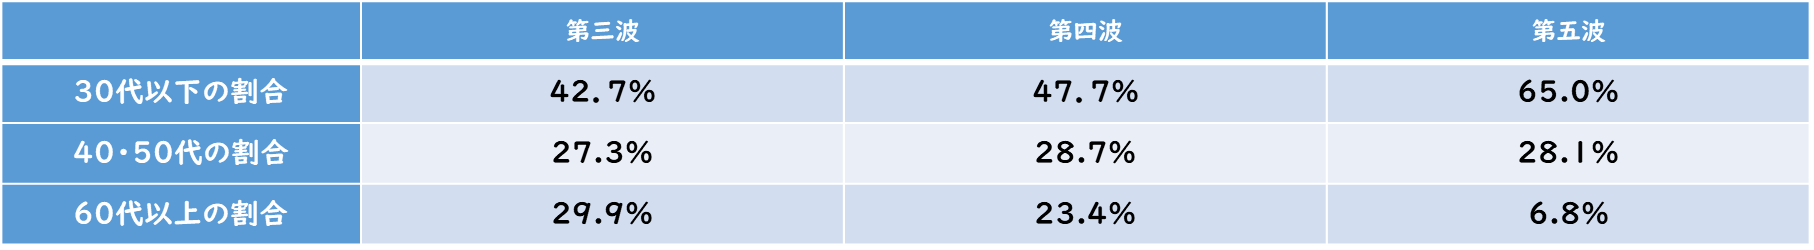 第三波 第四波 第五波
30代以下の割合 42.7% 47.7% 65.0%
40・50代の割合 27.3% 28.7% 28.1%
60代以上の割合 29.9% 23.4% 6.8%